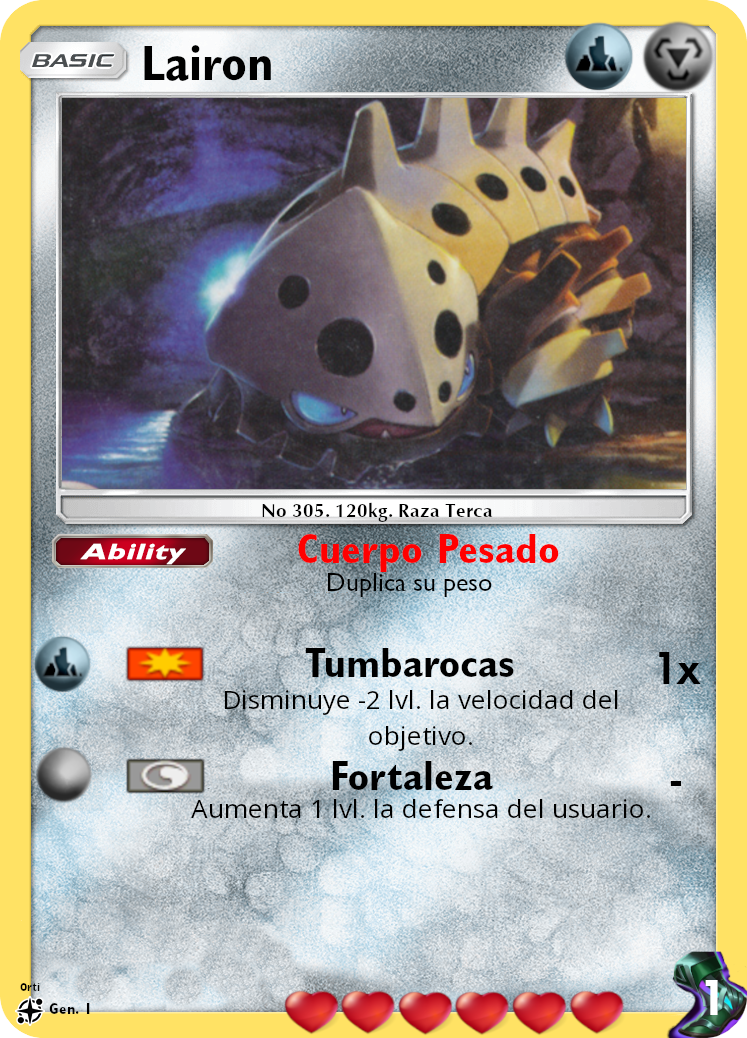 BASIC Lairon
No 305. 120kg. Raza Terca
Ability Cuerpo Pesado
Duplica su peso
Tumbarocas 1x
Disminuye -2 lvl. la velocidad del
objetivo.
Fortaleza -
Aumenta 1 lvl. la defensa del usuario.
Orti
Gen. I
1